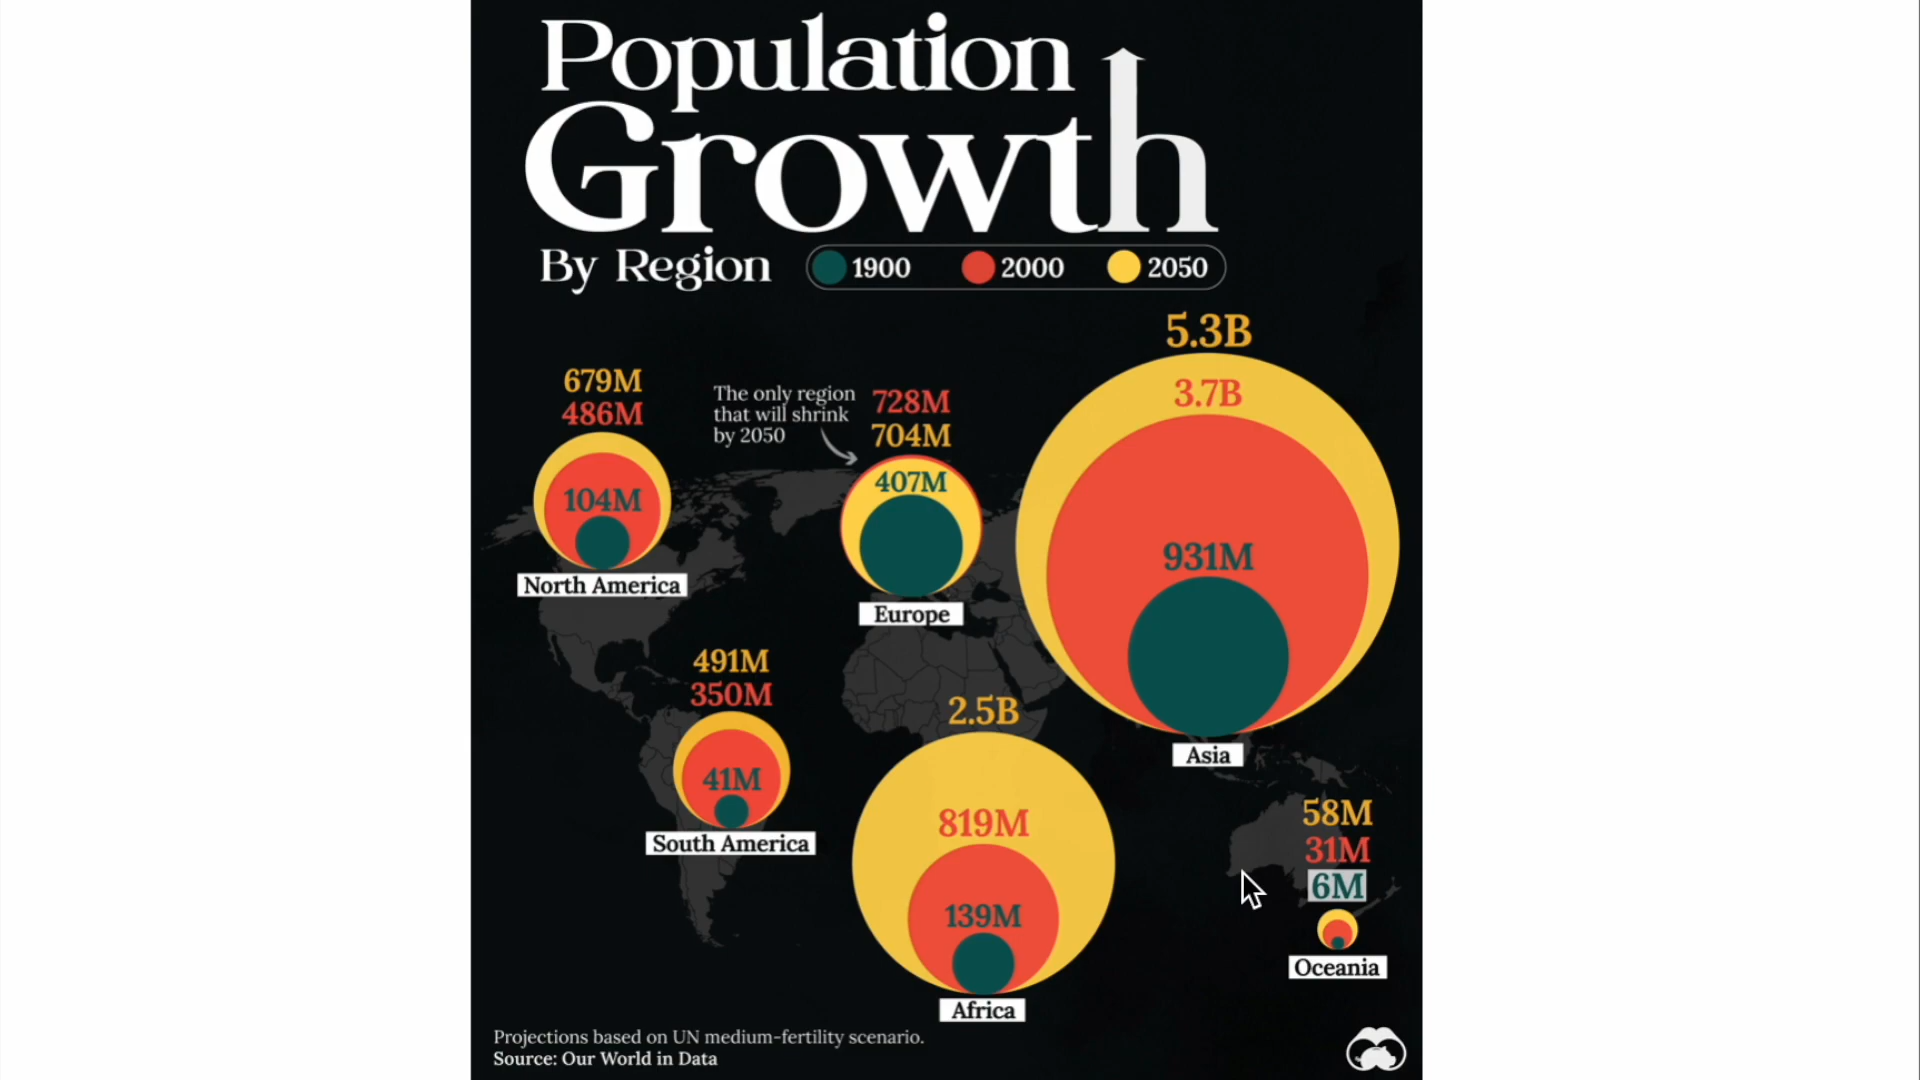 Population
Growth
By Region
1900
2000
2050
5.3B
3.7B
931M
Asia
679M
486M
104M
North America
The only region
that will shrink
by 2050
728M
704M
407M
Europe
491M
350M
41M
South America
2.5B
819M
139M
Africa
58M
31M
6M
Oceania
Projections based on UN medium-fertility scenario.
Source: Our World in Data